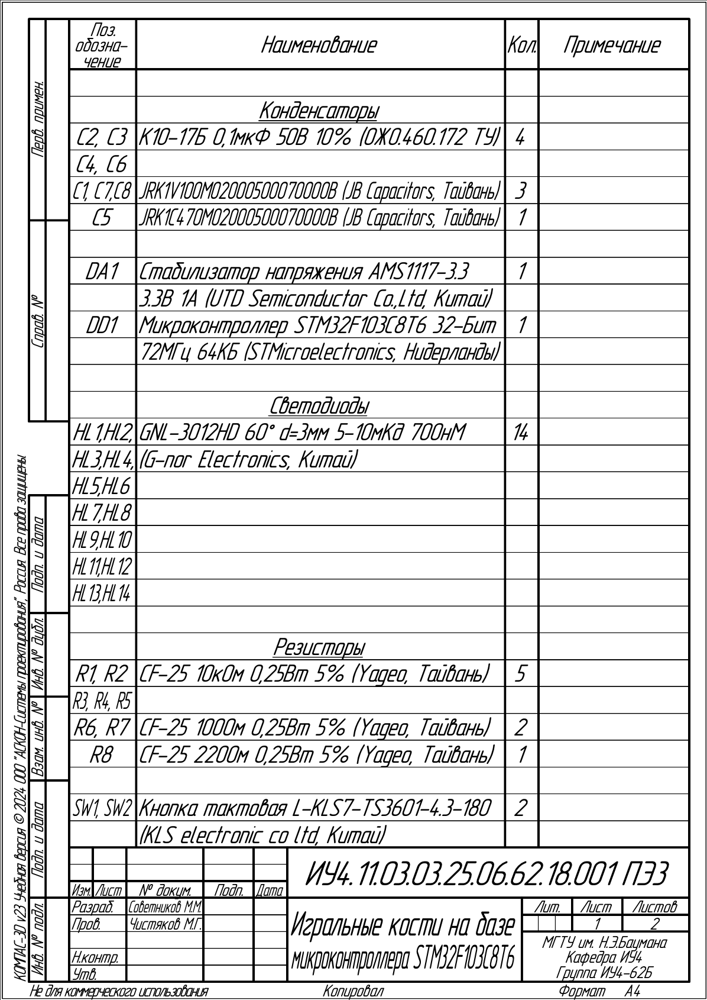 Поз. обозна-чение Наименование Кол. Примечание
Конденсаторы
С2, С3 К10-17Б 0,1мкФ 50В 10% (ОЖ0.460.172 ТУ) 4
С4, С6
С1, С7,С8 JRK1V100M02000500070000B (JB Capacitors, Тайвань) 3
С5 JRK1C470M02000500070000B (JB Capacitors, Тайвань) 1
DA1 Стабилизатор напряжения AMS1117-3.3 1
3.3В 1А (UTD Semiconductor Co.,Ltd, Китай)
DD1 Микроконтроллер STM32F103C8T6 32-Бит 1
72МГц 64КБ (STMicroelectronics, Нидерланды)
Светодиоды
HL1,HL2, GNL-3012HD 60° d=3мм 5-10мКд 700нМ 14
HL3,HL4, (G-nor Electronics, Китай)
HL5,HL6
HL7,HL8
HL9,HL10
HL11,HL12
HL13,HL14
Резисторы
R1, R2 CF-25 10кОм 0,25Вт 5% (Yageo, Тайвань) 5
R3, R4, R5
R6, R7 CF-25 100Ом 0,25Вт 5% (Yageo, Тайвань) 2
R8 CF-25 220Ом 0,25Вт 5% (Yageo, Тайвань) 1
SW1, SW2 Кнопка тактовая L-KLS7-TS3601-4.3-180 2
(KLS electronic co ltd, Китай)
ИУ4.11.03.03.25.06.62.18.001 ПЭ3
Изм. Лист № докум. Подп. Дата
Разраб. Советников М.М.
Пров. Чистяков М.Г.
Н.контр.
Утв.
Игральные кости на базе
микроконтроллера STM32F103C8T6
Лит. Лист Листов
1 2
МГТУ им. Н.Э.Баумана
Кафедра ИУ4
Группа ИУ4-62Б
Не для коммерческого использования Копировал Формат А4
Перв. примен.
Справ. №
Подп. и дата
Инв. № дубл.
Взам. инв. №
Подп. и дата
Инв. № подл.
КОМПАС-3D v23 Учебная версия © 2024 ООО "АСКОН-Системы проектирования", Россия. Все права защищены.